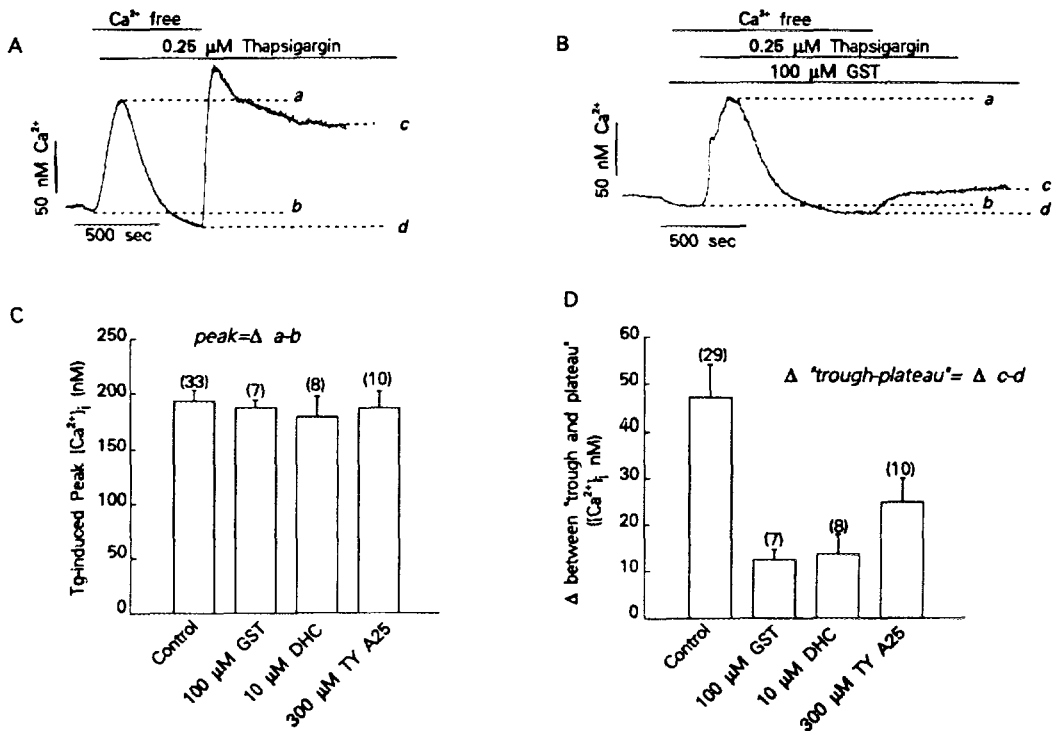 A
Ca²⁺ free
0.25 µM Thapsigargin
a
c
b
d
50 nM Ca²⁺
500 sec
B
Ca²⁺ free
0.25 µM Thapsigargin
100 µM GST
a
c
b
d
50 nM Ca²⁺
500 sec
C
peak=Δ a-b
Tg-induced Peak [Ca²⁺]ᵢ (nM)
250
200
150
100
50
0
(33)
(7)
(8)
(10)
Control
100 µM GST
10 µM DHC
300 µM TY A25
D
Δ "trough-plateau"= Δ c-d
Δ between "trough and plateau"
([Ca²⁺]ᵢ nM)
60
50
40
30
20
10
0
(29)
(7)
(8)
(10)
Control
100 µM GST
10 µM DHC
300 µM TY A25